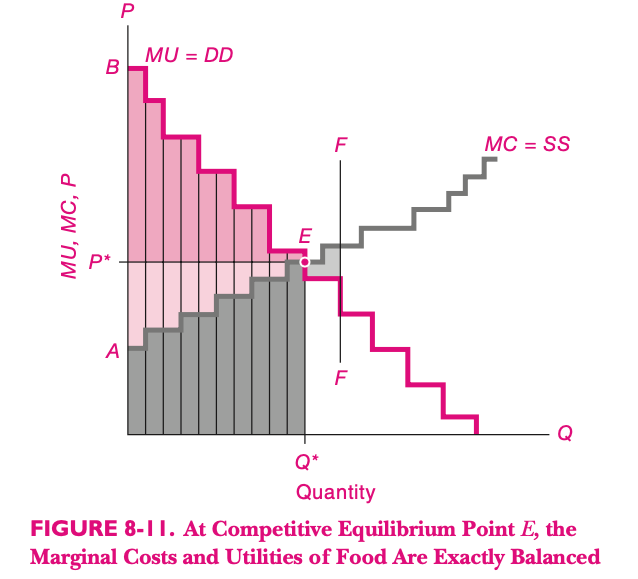 P
B
MU = DD
F
MC = SS
MU, MC, P
E
P*
A
F
Q
Q*
Quantity
FIGURE 8-11. At Competitive Equilibrium Point E, the
Marginal Costs and Utilities of Food Are Exactly Balanced